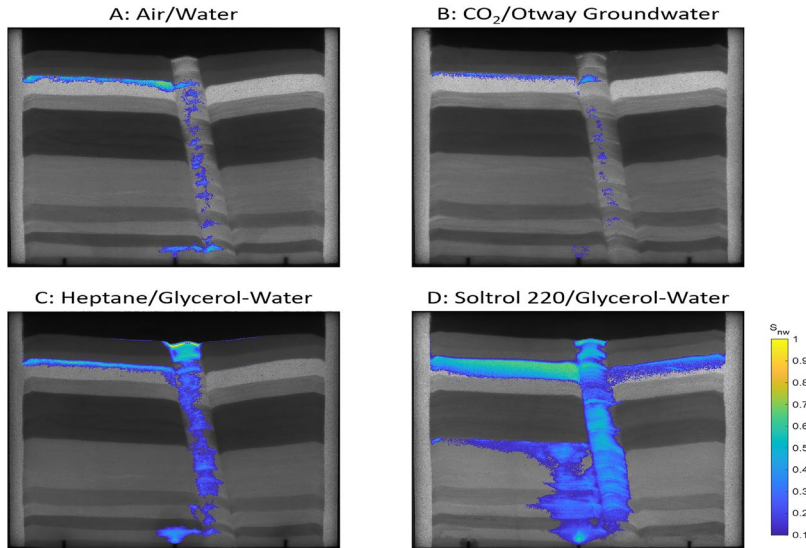 A: Air/Water
B: CO₂/Otway Groundwater
C: Heptane/Glycerol-Water
D: Soltrol 220/Glycerol-Water
Snw
1
0.9
0.8
0.7
0.6
0.5
0.4
0.3
0.2
0.1